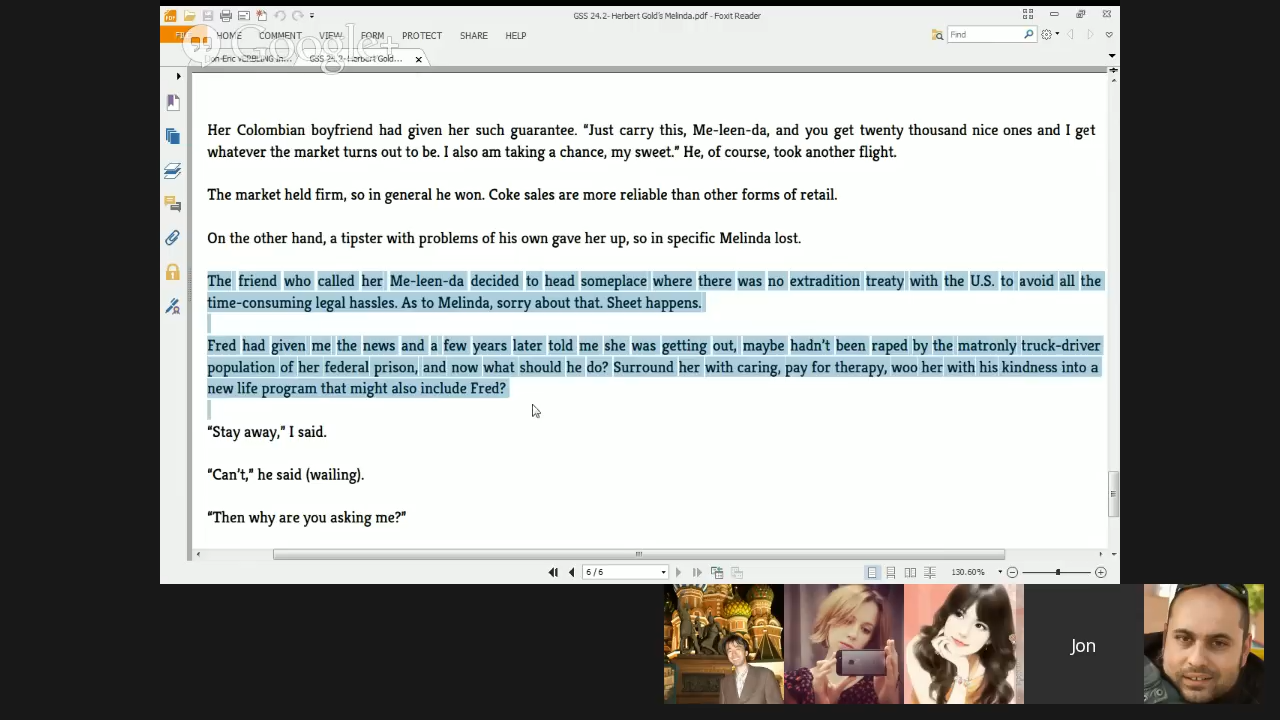 GSS 24.2- Herbert Gold's Melinda.pdf - Foxit Reader
HOME COMMENT VIEW FORM PROTECT SHARE HELP
Find
Google+
GSS 24.2- Herbert Gold...
Her Colombian boyfriend had given her such guarantee. “Just carry this, Me-leen-da, and you get twenty thousand nice ones and I get
whatever the market turns out to be. I also am taking a chance, my sweet.” He, of course, took another flight.
The market held firm, so in general he won. Coke sales are more reliable than other forms of retail.
On the other hand, a tipster with problems of his own gave her up, so in specific Melinda lost.
The friend who called her Me-leen-da decided to head someplace where there was no extradition treaty with the U.S. to avoid all the
time-consuming legal hassles. As to Melinda, sorry about that. Sheet happens.
Fred had given me the news and a few years later told me she was getting out, maybe hadn’t been raped by the matronly truck-driver
population of her federal prison, and now what should he do? Surround her with caring, pay for therapy, woo her with his kindness into a
new life program that might also include Fred?
“Stay away,” I said.
“Can’t,” he said (wailing).
“Then why are you asking me?”
6 / 6
130.60%
Jon